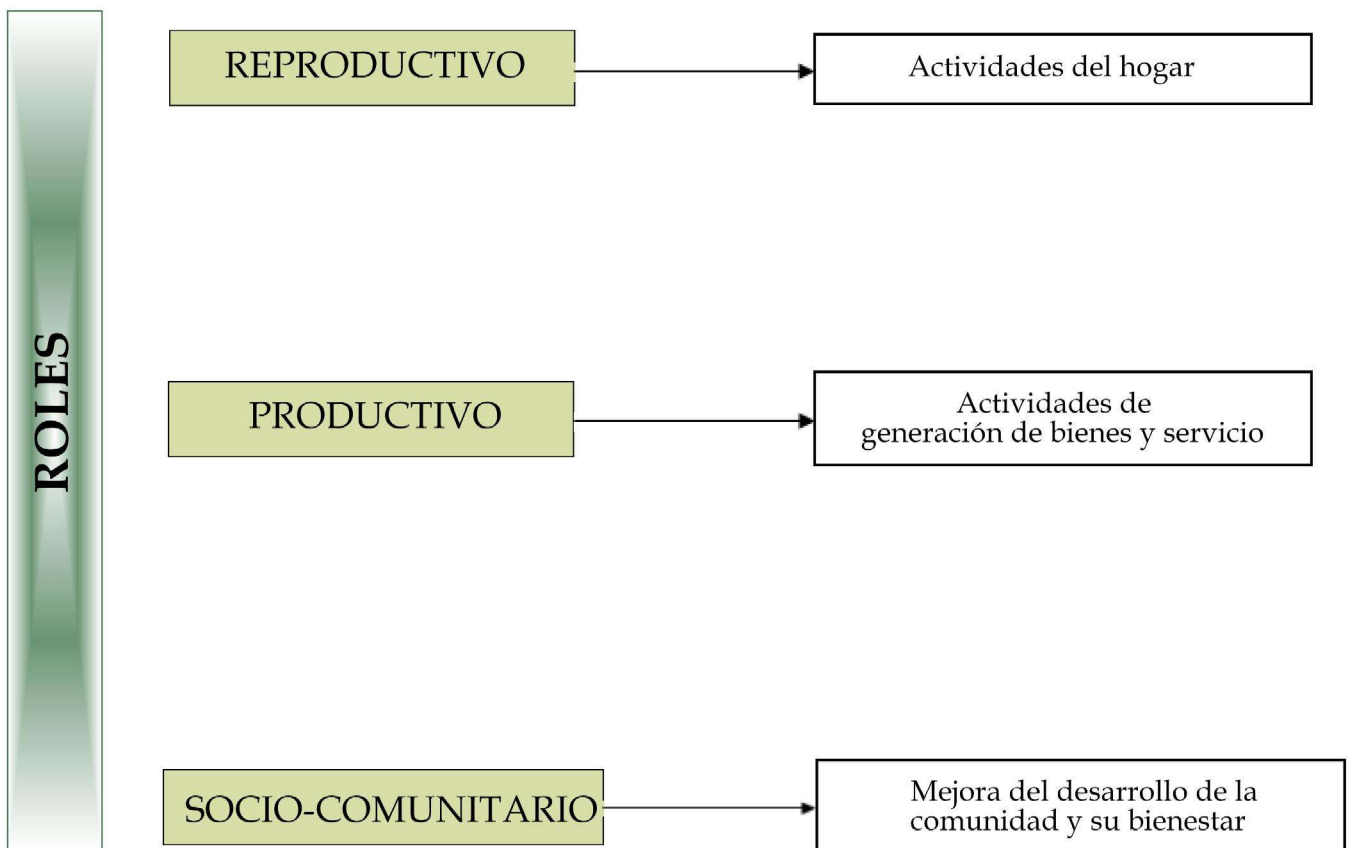 ROLES
REPRODUCTIVO
Actividades del hogar
PRODUCTIVO
Actividades de
generación de bienes y servicio
SOCIO-COMUNITARIO
Mejora del desarrollo de la
comunidad y su bienestar